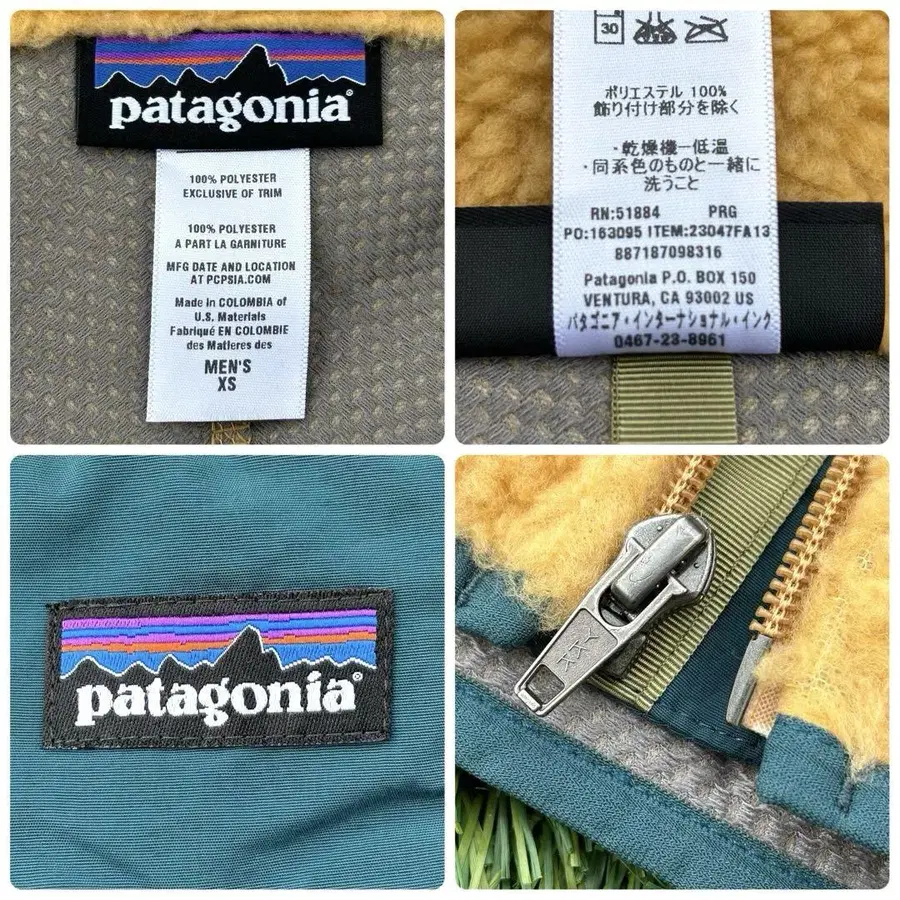 patagonia®
100% POLYESTER
EXCLUSIVE OF TRIM
100% POLYESTER
A PART LA GARNITURE
MFG DATE AND LOCATION
AT PCPSIA.COM
Made in COLOMBIA of
U.S. Materials
Fabriqué EN COLOMBIE
des Matieres des
MEN'S
XS
30
ポリエステル 100%
飾り付け部分を除く
・乾燥機ー低温
・同系色のものと一緒に
洗うこと
RN:51884 PRG
PO:163095 ITEM:23047FA13
887187098316
Patagonia P.O. BOX 150
VENTURA, CA 93002 US
パタゴニア・インターナショナル・インク
0467-23-8961
patagonia®
YKK